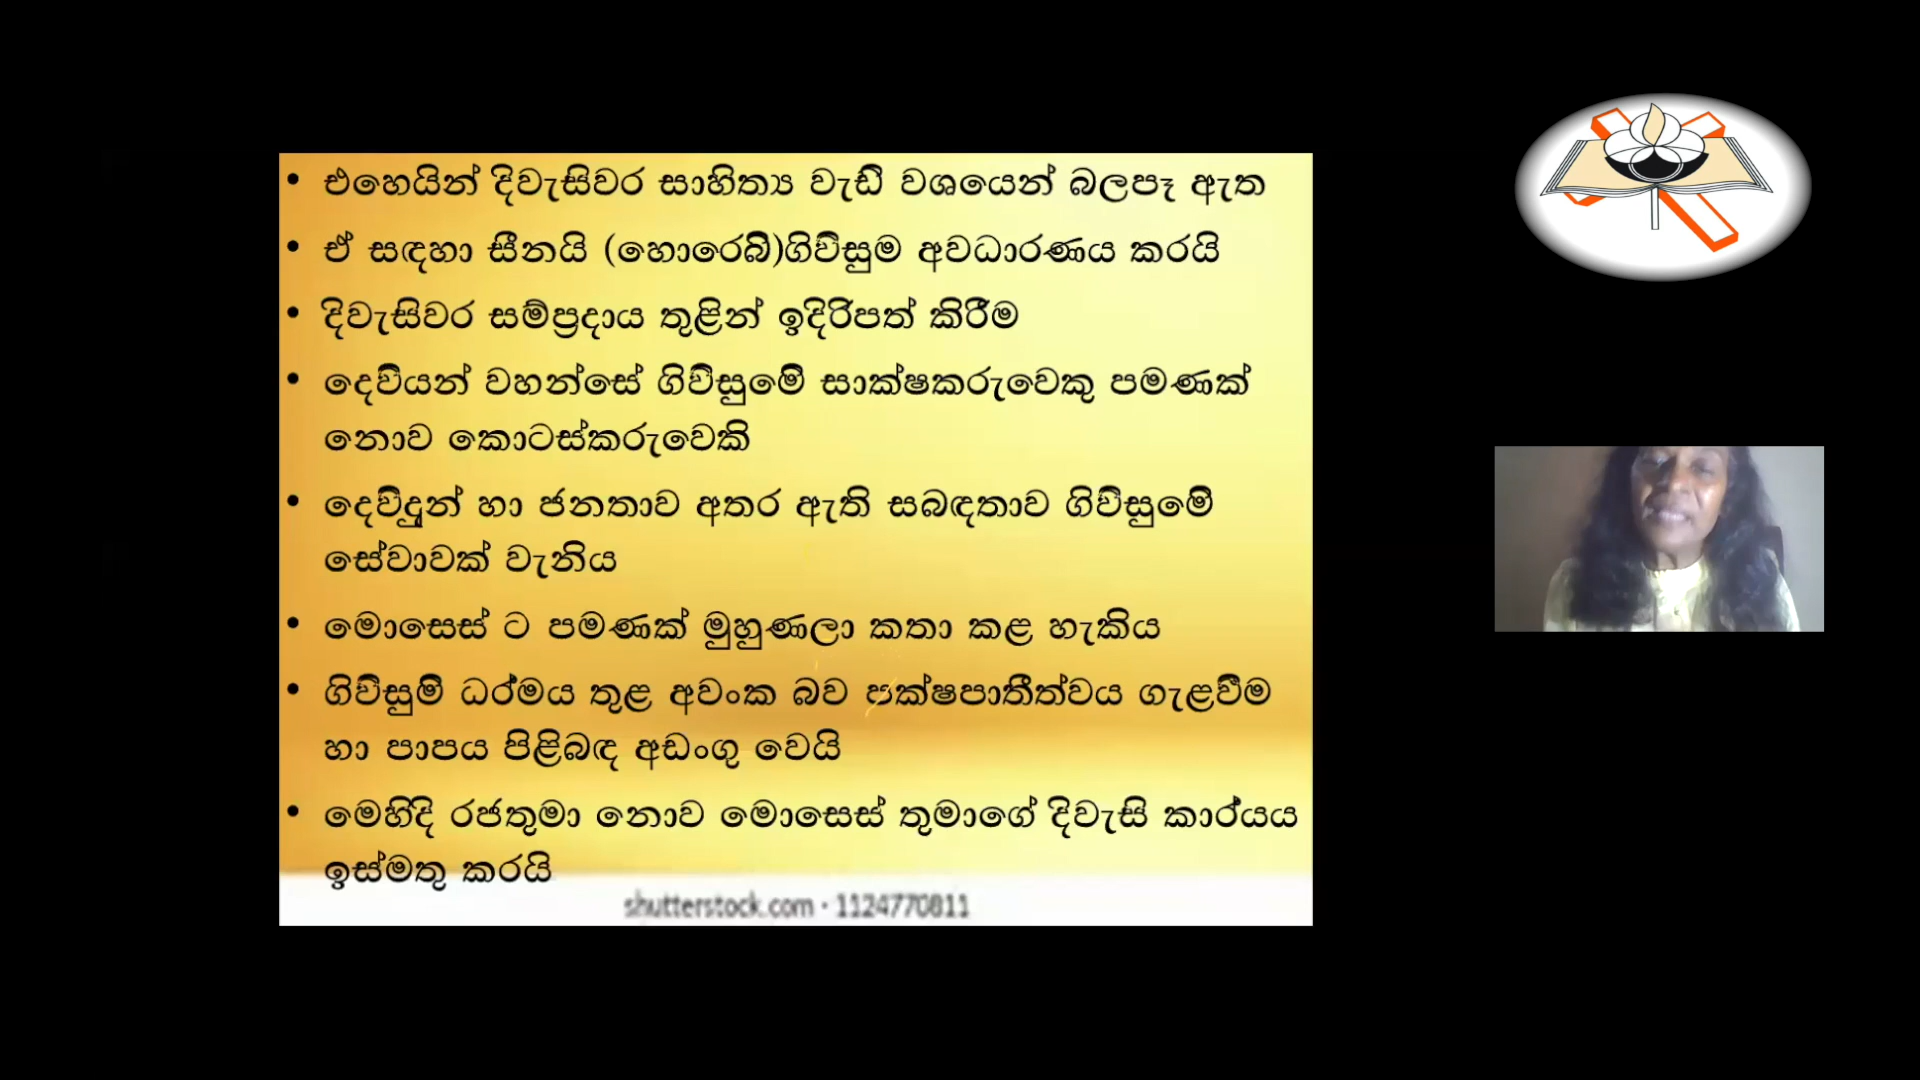 • එහෙයින් දිවැසිවර සාහිත්‍ය වැඩි වශයෙන් බලපෑ ඇත
• ඒ සඳහා සීනයි (හොරෙබි)ගිවිසුම අවධාරණය කරයි
• දිවැසිවර සම්ප්‍රදාය තුළින් ඉදිරිපත් කිරීම
• දෙවියන් වහන්සේ ගිවිසුමේ සාක්ෂකරුවෙකු පමණක්
නොව කොටස්කරුවෙකි
• දෙවිඳුන් හා ජනතාව අතර ඇති සබඳතාව ගිවිසුමේ
සේවාවක් වැනිය
• මොසෙස් ට පමණක් මුහුණලා කතා කළ හැකිය
• ගිවිසුම් ධර්මය තුළ අවංක බව පක්ෂපාතීත්වය ගැළවීම
හා පාපය පිළිබඳ අඩංගු වෙයි
• මෙහිදි රජතුමා නොව මොසෙස් තුමාගේ දිවැසි කාර්යය
ඉස්මතු කරයි
shutterstock.com · 1124770811